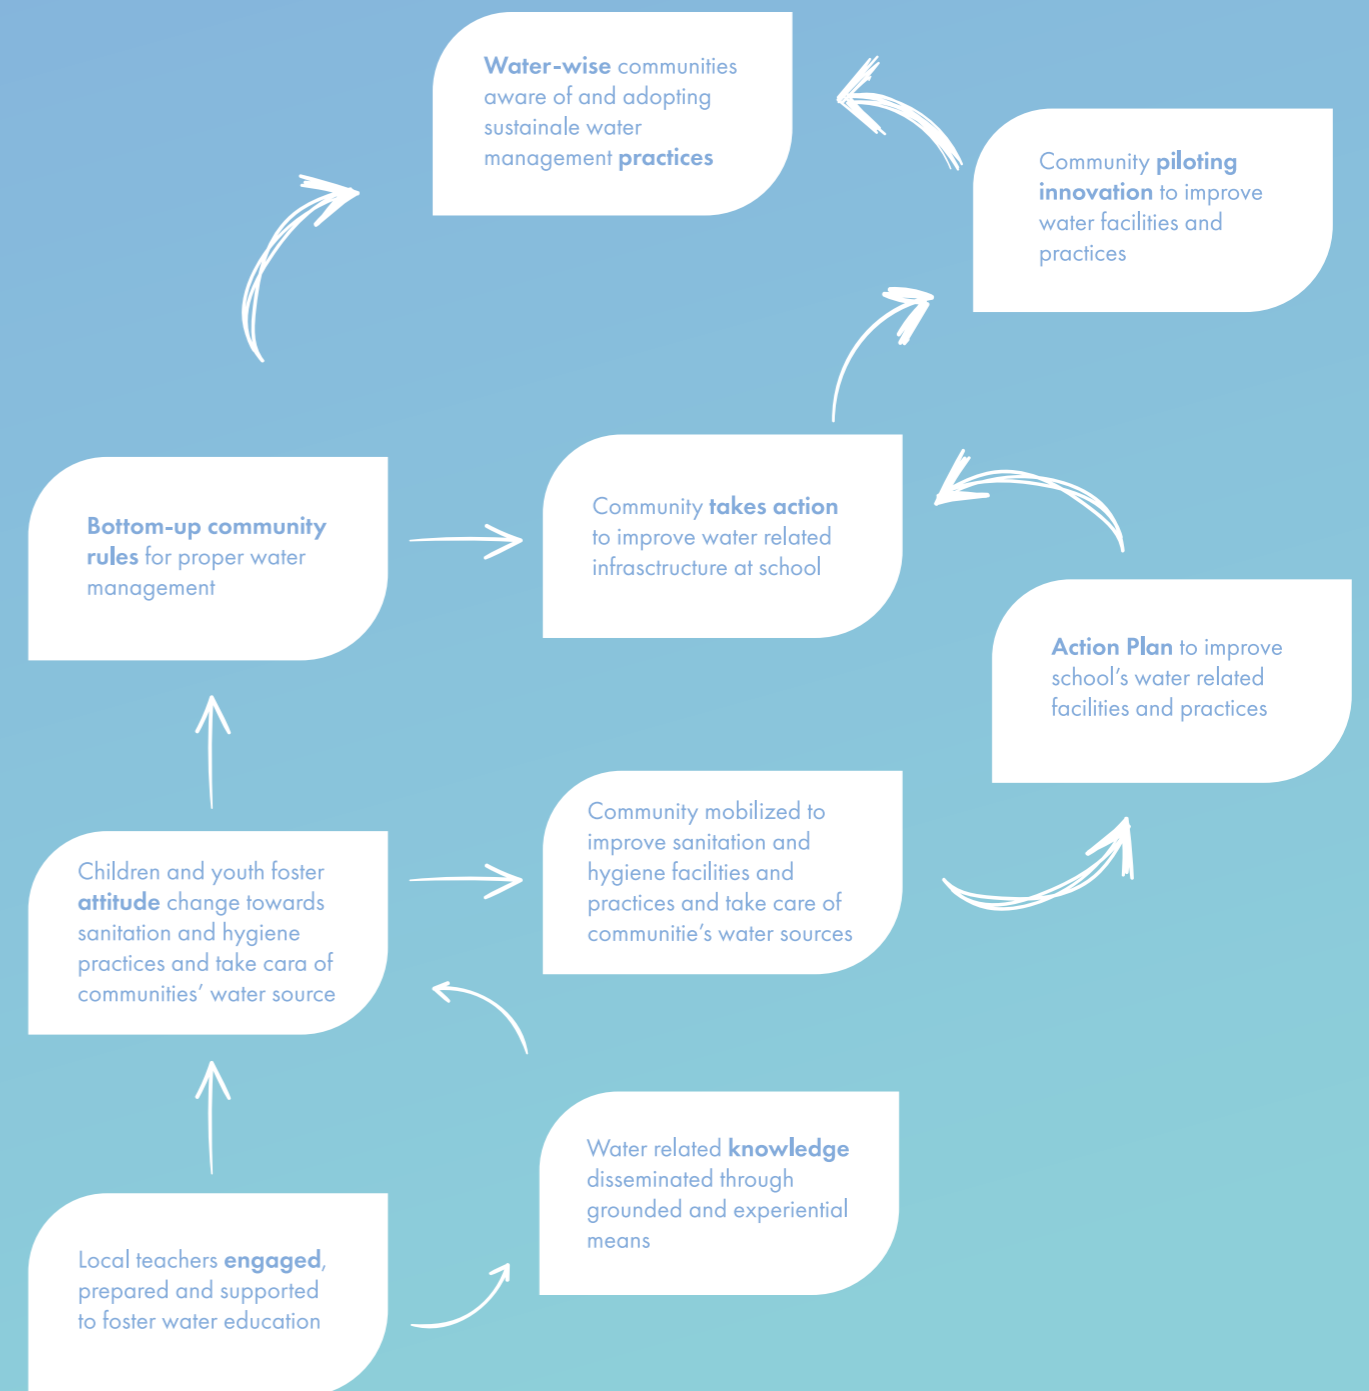 Water-wise communities
aware of and adopting
sustainale water
management practices
Community piloting
innovation to improve
water facilities and
practices
Bottom-up community
rules for proper water
management
Community takes action
to improve water related
infrasctructure at school
Action Plan to improve
school's water related
facilities and practices
Children and youth foster
attitude change towards
sanitation and hygiene
practices and take cara of
communities' water source
Community mobilized to
improve sanitation and
hygiene facilities and
practices and take care of
communitie's water sources
Water related knowledge
disseminated through
grounded and experiential
means
Local teachers engaged,
prepared and supported
to foster water education